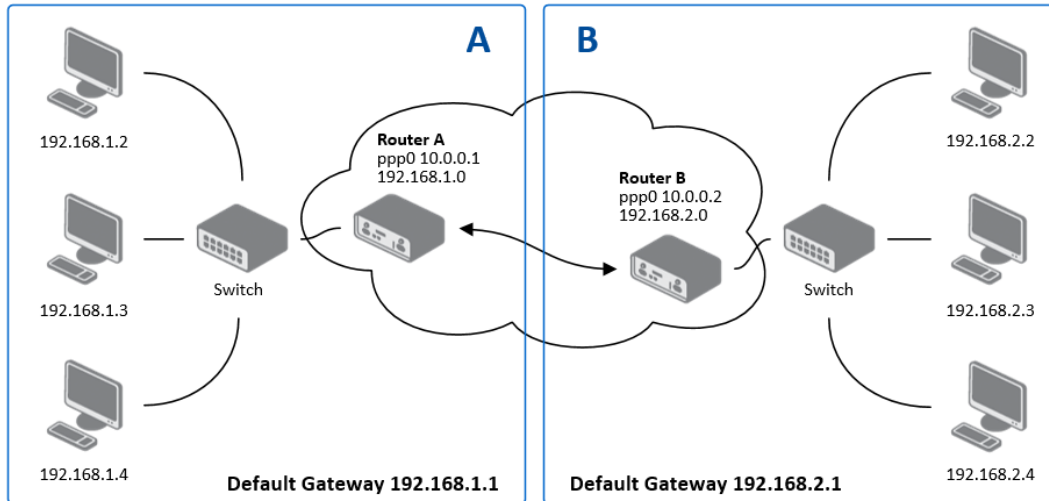 A
192.168.1.2
192.168.1.3
192.168.1.4
Switch
Router A
ppp0 10.0.0.1
192.168.1.0
Default Gateway 192.168.1.1
B
Router B
ppp0 10.0.0.2
192.168.2.0
Switch
192.168.2.2
192.168.2.3
192.168.2.4
Default Gateway 192.168.2.1